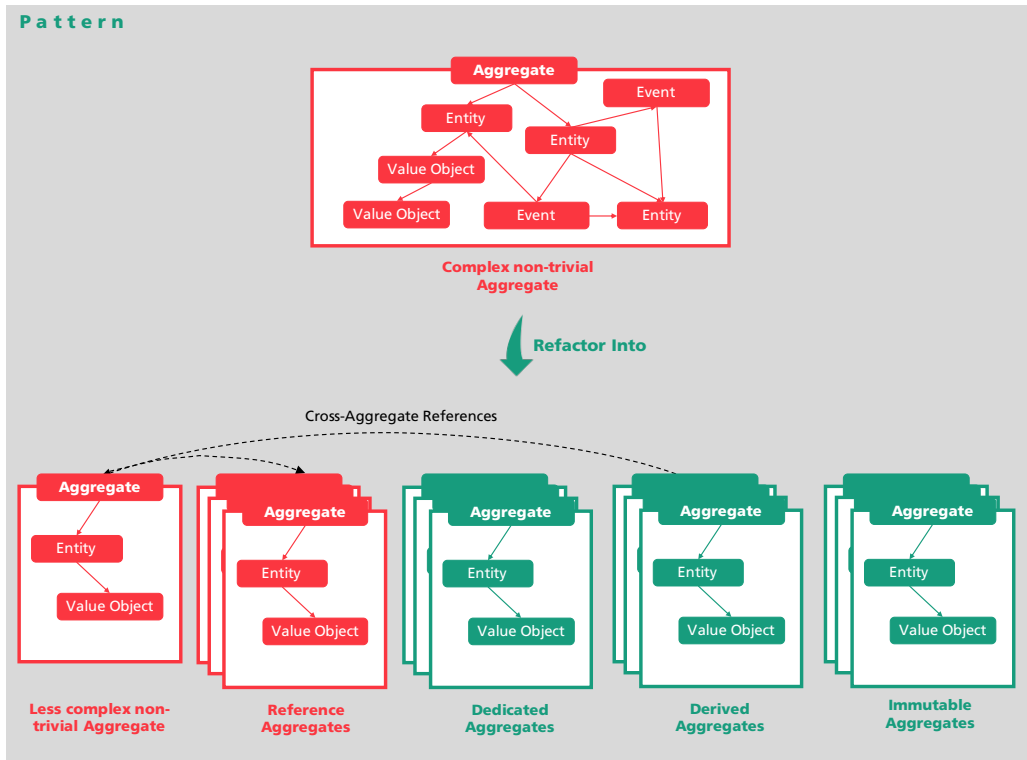 Pattern
Aggregate
Event
Entity
Entity
Value Object
Value Object
Event
Entity
Complex non-trivial
Aggregate
Refactor Into
Cross-Aggregate References
Aggregate
Entity
Value Object
Less complex non-
trivial Aggregate
Aggregate
Entity
Value Object
Reference
Aggregates
Aggregate
Entity
Value Object
Dedicated
Aggregates
Aggregate
Entity
Value Object
Derived
Aggregates
Aggregate
Entity
Value Object
Immutable
Aggregates